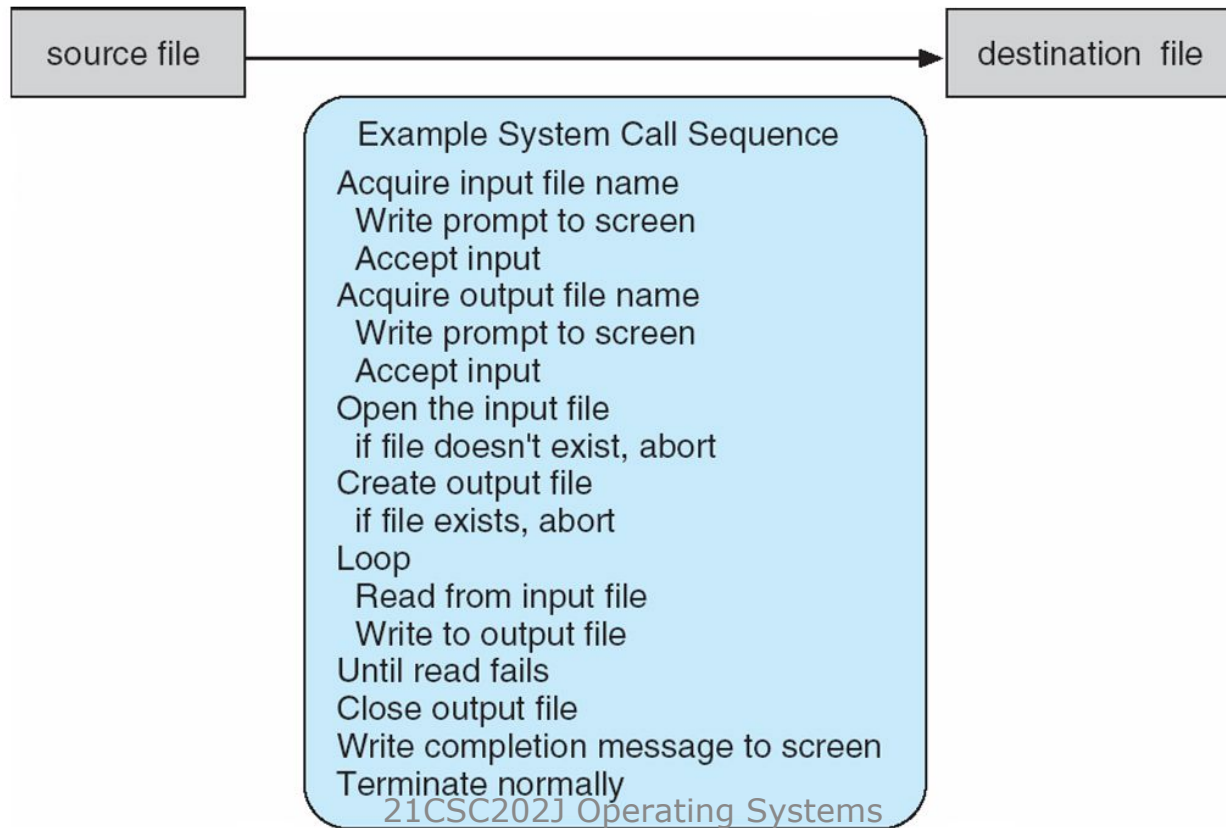 source file
destination file
Example System Call Sequence
Acquire input file name
Write prompt to screen
Accept input
Acquire output file name
Write prompt to screen
Accept input
Open the input file
if file doesn't exist, abort
Create output file
if file exists, abort
Loop
Read from input file
Write to output file
Until read fails
Close output file
Write completion message to screen
Terminate normally
21CSC202J Operating Systems